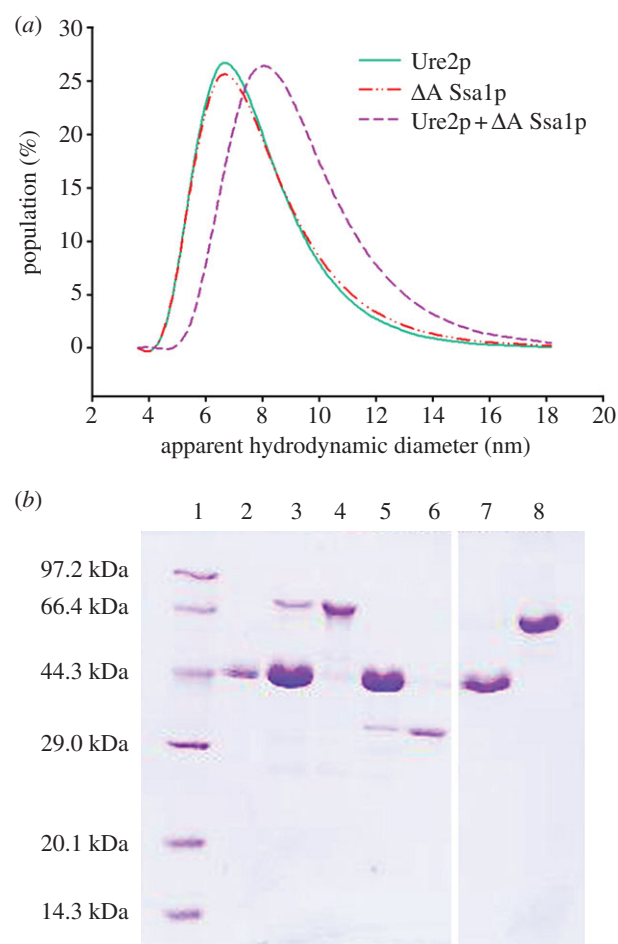 (a)
30
25
20
15
10
5
0
population (%)
Ure2p
ΔA Ssa1p
Ure2p + ΔA Ssa1p
2 4 6 8 10 12 14 16 18 20
apparent hydrodynamic diameter (nm)
(b)
1 2 3 4 5 6 7 8
97.2 kDa
66.4 kDa
44.3 kDa
29.0 kDa
20.1 kDa
14.3 kDa